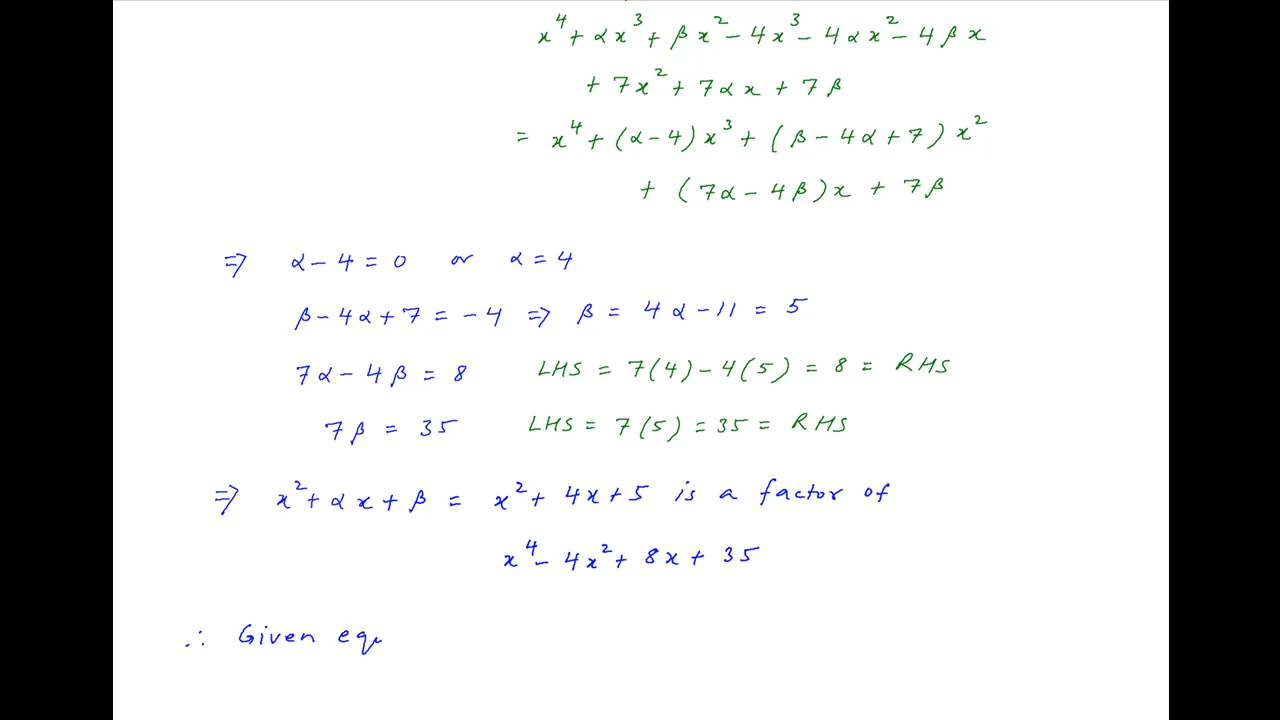 x⁴ + αx³ + βx² − 4x³ − 4αx² − 4βx
+ 7x² + 7αx + 7β
= x⁴ + (α − 4)x³ + (β − 4α + 7)x²
+ (7α − 4β)x + 7β
⇒ α − 4 = 0 or α = 4
β − 4α + 7 = −4 ⇒ β = 4α − 11 = 5
7α − 4β = 8 LHS = 7(4) − 4(5) = 8 = RHS
7β = 35 LHS = 7(5) = 35 = RHS
⇒ x² + αx + β = x² + 4x + 5 is a factor of
x⁴ − 4x² + 8x + 35
∴ Given equ